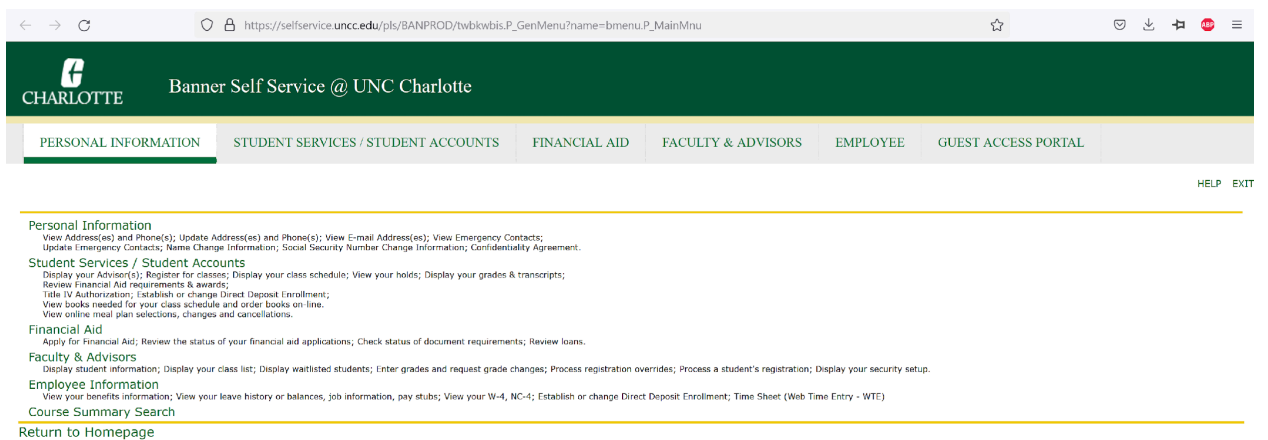 https://selfservice.uncc.edu/pls/BANPROD/twbkwbis.P_GenMenu?name=bmenu.P_MainMnu
ABP
CHARLOTTE
Banner Self Service @ UNC Charlotte
PERSONAL INFORMATION STUDENT SERVICES / STUDENT ACCOUNTS FINANCIAL AID FACULTY & ADVISORS EMPLOYEE GUEST ACCESS PORTAL
HELP EXIT
Personal Information
View Address(es) and Phone(s); Update Address(es) and Phone(s); View E-mail Address(es); View Emergency Contacts;
Update Emergency Contacts; Name Change Information; Social Security Number Change Information; Confidentiality Agreement.
Student Services / Student Accounts
Display your Advisor(s); Register for classes; Display your class schedule; View your holds; Display your grades & transcripts;
Review Financial Aid requirements & awards;
Title IV Authorization; Establish or change Direct Deposit Enrollment;
View books needed for your class schedule and order books on-line.
View online meal plan selections, changes and cancellations.
Financial Aid
Apply for Financial Aid; Review the status of your financial aid applications; Check status of document requirements; Review loans.
Faculty & Advisors
Display student information; Display your class list; Display waitlisted students; Enter grades and request grade changes; Process registration overrides; Process a student's registration; Display your security setup.
Employee Information
View your benefits information; View your leave history or balances, job information, pay stubs; View your W-4, NC-4; Establish or change Direct Deposit Enrollment; Time Sheet (Web Time Entry - WTE)
Course Summary Search
Return to Homepage